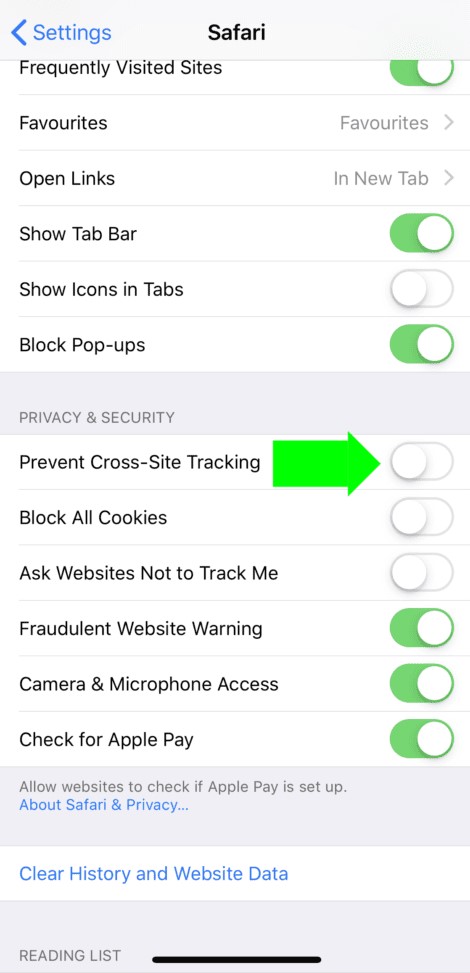 Settings
Safari
Frequently Visited Sites
Favourites Favourites
Open Links In New Tab
Show Tab Bar
Show Icons in Tabs
Block Pop-ups
PRIVACY & SECURITY
Prevent Cross-Site Tracking
Block All Cookies
Ask Websites Not to Track Me
Fraudulent Website Warning
Camera & Microphone Access
Check for Apple Pay
Allow websites to check if Apple Pay is set up.
About Safari & Privacy...
Clear History and Website Data
READING LIST